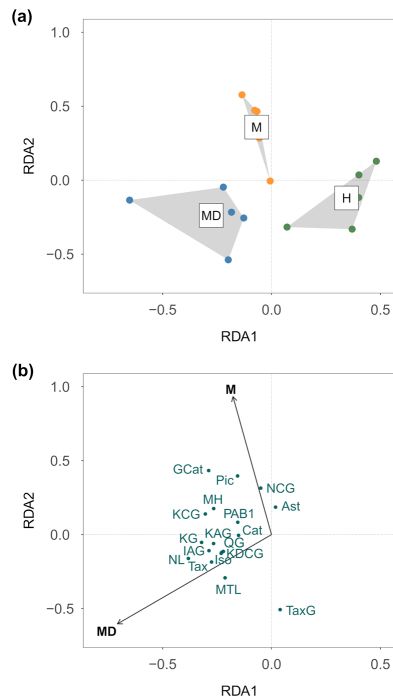 (a)
1.0
0.5
0.0
−0.5
RDA2
M
MD
H
−0.5
0.0
0.5
RDA1
(b)
1.0
0.5
0.0
−0.5
RDA2
M
GCat
Pic
NCG
MH
Ast
KCG
PAB1
KAG
Cat
KG
QG
IAG
KDCG
NL
Iso
Tax
MTL
TaxG
MD
−0.5
0.0
0.5
RDA1